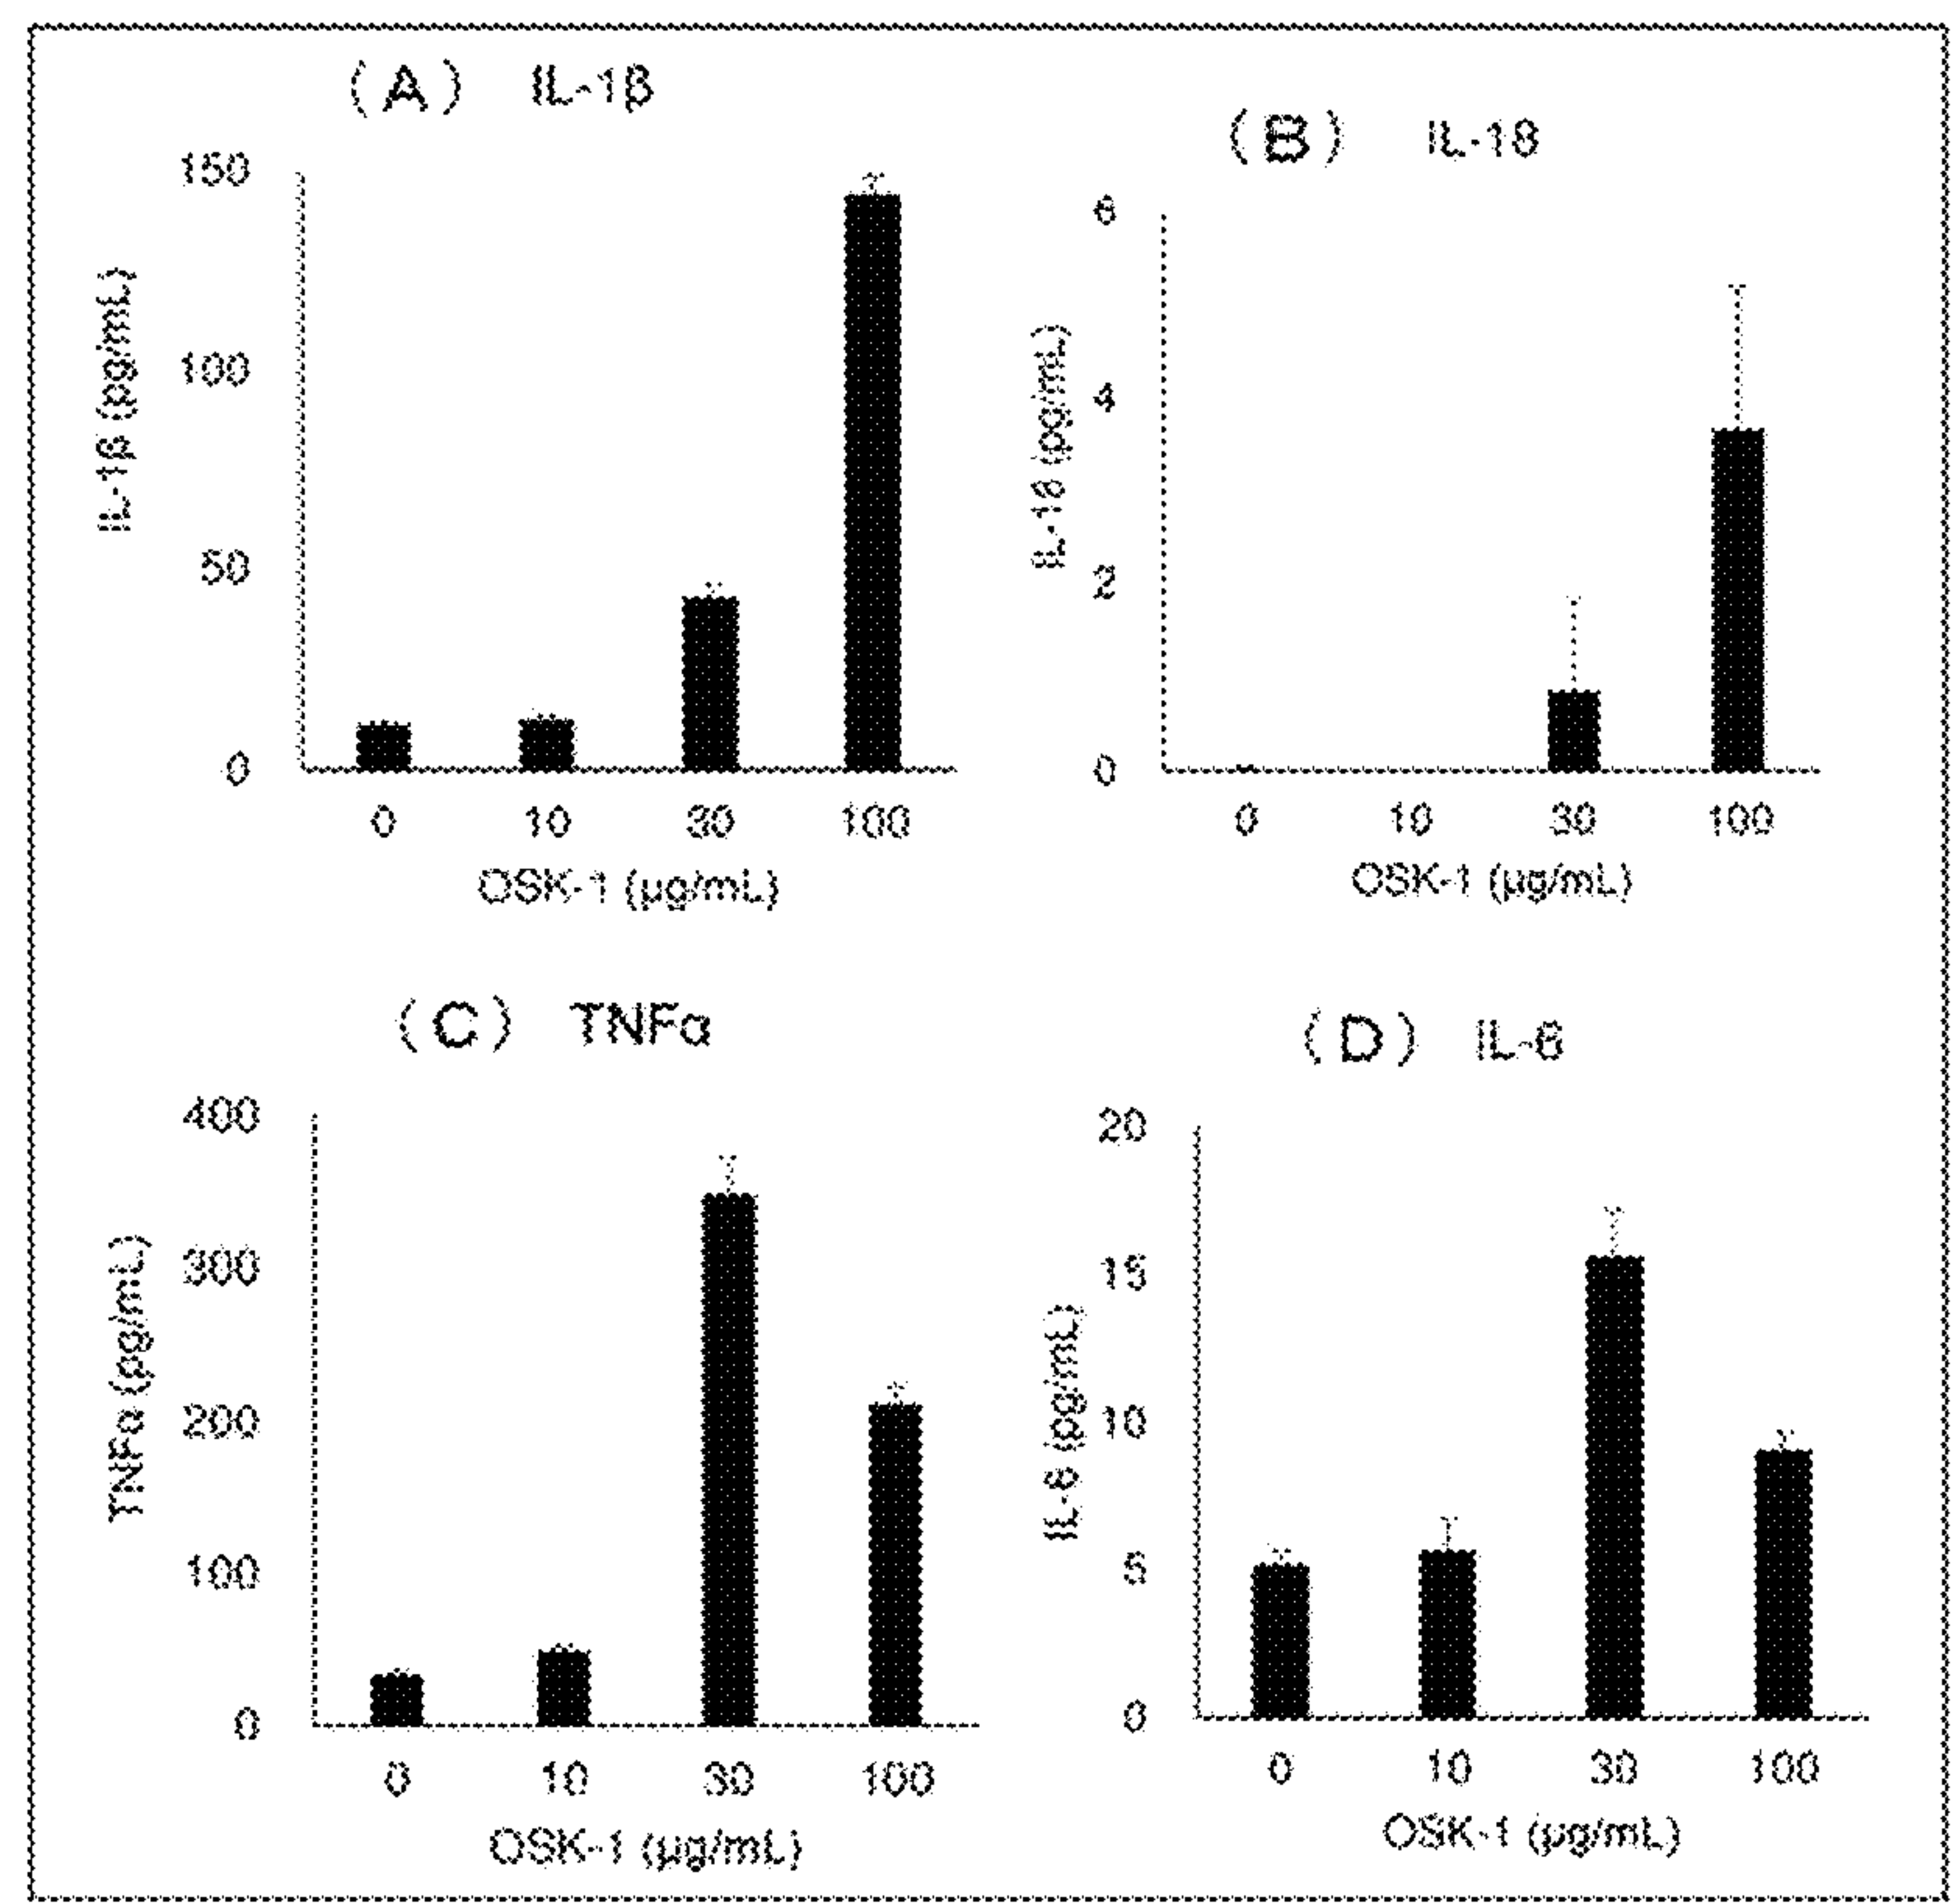 (A) IL-1β
150
100
50
0
IL-1β (pg/mL)
0 10 30 100
OSK-1 (μg/mL)
(B) IL-18
6
4
2
0
IL-18 (pg/mL)
0 10 30 100
OSK-1 (μg/mL)
(C) TNFα
400
300
200
100
0
TNFα (pg/mL)
0 10 30 100
OSK-1 (μg/mL)
(D) IL-6
20
15
10
5
0
IL-6 (pg/mL)
0 10 30 100
OSK-1 (μg/mL)